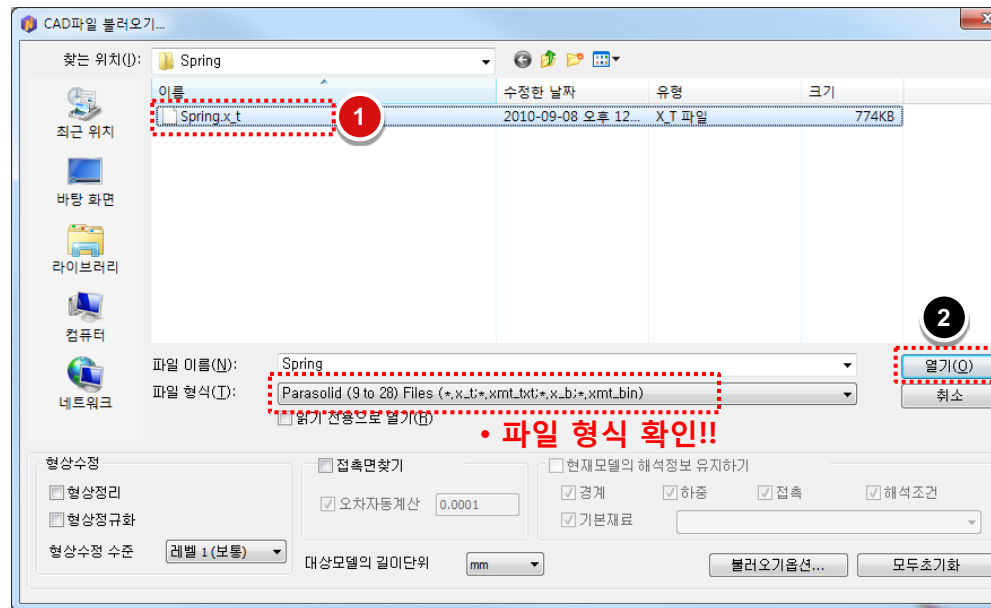 CAD파일 불러오기...
찾는 위치(I): Spring
이름 수정한 날짜 유형 크기
Spring.x_t 1 2010-09-08 오후 12... X_T 파일 774KB
최근 위치
바탕 화면
라이브러리
컴퓨터
네트워크
2
파일 이름(N): Spring 열기(O)
파일 형식(T): Parasolid (9 to 28) Files (*.x_t;*.xmt_txt;*.x_b;*.xmt_bin) 취소
읽기 전용으로 열기(R)
• 파일 형식 확인!!
형상수정 접촉면찾기 현재모델의 해석정보 유지하기
형상정리 오차자동계산 0.0001 경계 하중 접촉 해석조건
형상정규화 기본재료
형상수정 수준 레벨 1 (보통) 대상모델의 길이단위 mm 불러오기옵션... 모두초기화